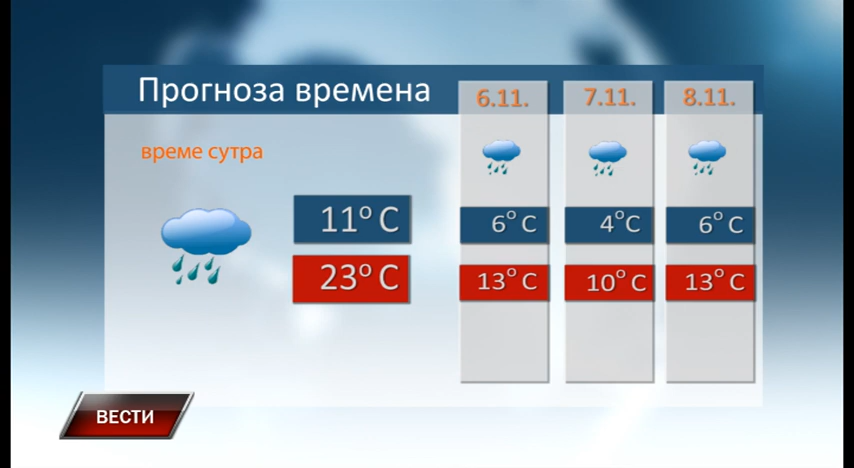 Прогноза времена
време сутра
11° C
23° C
6.11.
6° C
13° C
7.11.
4°C
10° C
8.11.
6° C
13° C
ВЕСТИ